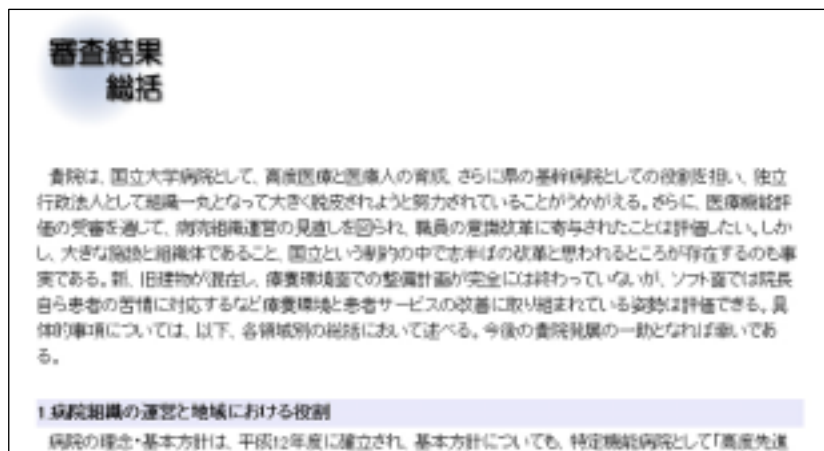 審査結果
総括
貴院は、国立大学病院として、高度医療と医療人の育成、さらに県の基幹病院としての役割を担い、独立
行政法人として組織一丸となって大きく脱皮されようと努力されていることがうかがえる。さらに、医療機能評
価の受審を通じて、病院組織運営の見直しを図られ、職員の意識改革に寄与されたことは評価したい。しか
し、大きな施設と組織体であること、国立という制約の中で志半ばの改革と思われるところが存在するのも事
実である。新、旧建物が混在し、療養環境面での整備計画が完全には終わっていないが、ソフト面では院長
自ら患者の苦情に対応するなど療養環境と患者サービスの改善に取り組まれている姿勢は評価できる。具
体的事項については、以下、各領域別の総括において述べる。今後の貴院発展の一助となれば幸いであ
る。
1.病院組織の運営と地域における役割
病院の理念・基本方針は、平成12年度に確立され、基本方針についても、特定機能病院として「高度先進